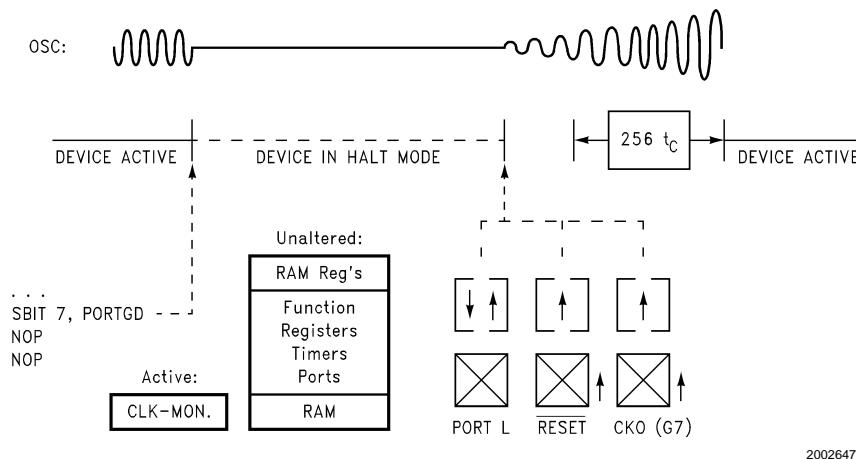 OSC:
256 tC
DEVICE ACTIVE
DEVICE IN HALT MODE
DEVICE ACTIVE
Unaltered:
RAM Reg's
Function
Registers
Timers
Ports
RAM
. . .
SBIT 7, PORTGD
NOP
NOP
Active:
CLK-MON.
PORT L
RESET
CKO (G7)
2002647